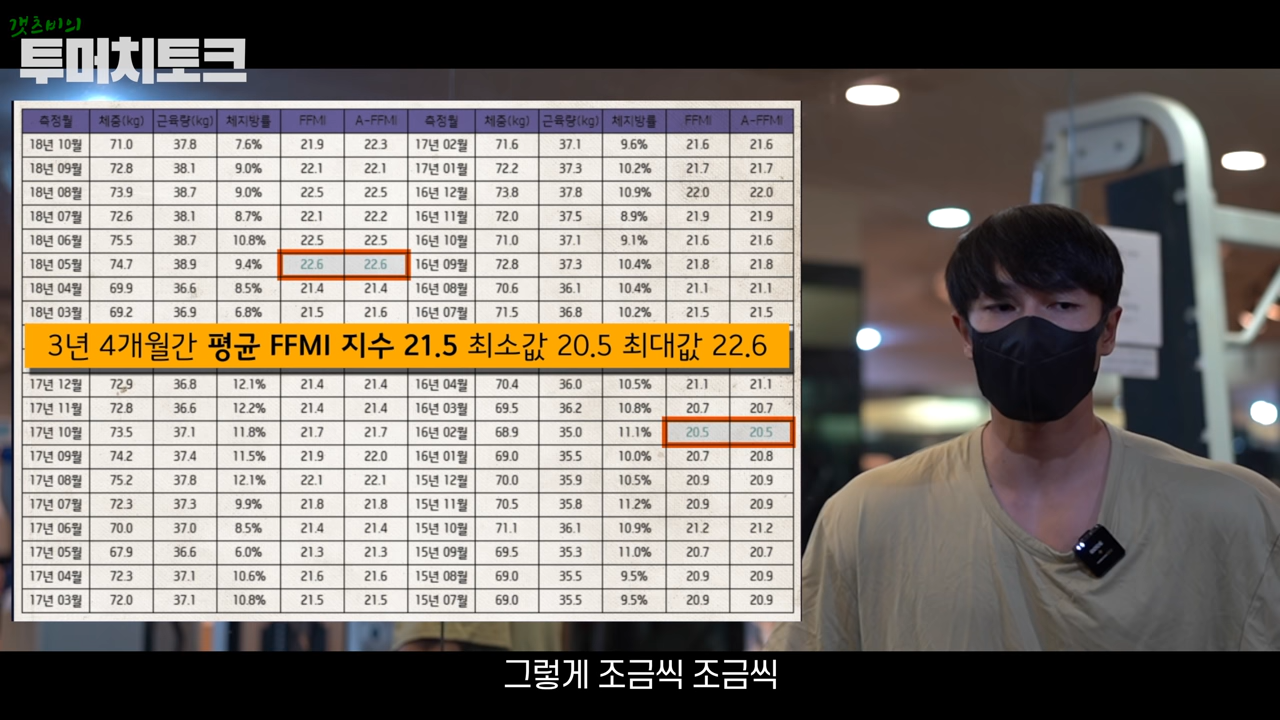 갯츠비의
투머치토크
측정월 체중(kg) 근육량(kg) 체지방률 FFMI A-FFMI 측정월 체중(kg) 근육량(kg) 체지방률 FFMI A-FFMI
18년 10월 71.0 37.8 7.6% 21.9 22.3 17년 02월 71.6 37.1 9.6% 21.6 21.6
18년 09월 72.8 38.1 9.0% 22.1 22.1 17년 01월 72.2 37.3 10.2% 21.7 21.7
18년 08월 73.9 38.7 9.0% 22.5 22.5 16년 12월 73.8 37.8 10.9% 22.0 22.0
18년 07월 72.6 38.1 8.7% 22.1 22.2 16년 11월 72.0 37.5 8.9% 21.9 21.9
18년 06월 75.5 38.7 10.8% 22.5 22.5 16년 10월 71.0 37.1 9.1% 21.6 21.6
18년 05월 74.7 38.9 9.4% 22.6 22.6 16년 09월 72.8 37.3 10.4% 21.8 21.8
18년 04월 69.9 36.6 8.5% 21.4 21.4 16년 08월 70.6 36.1 10.4% 21.1 21.1
18년 03월 69.2 36.9 6.8% 21.5 21.6 16년 07월 71.5 36.8 10.2% 21.5 21.5
3년 4개월간 평균 FFMI 지수 21.5 최소값 20.5 최대값 22.6
17년 12월 72.9 36.8 12.1% 21.4 21.4 16년 04월 70.4 36.0 10.5% 21.1 21.1
17년 11월 72.8 36.6 12.2% 21.4 21.4 16년 03월 69.5 36.2 10.8% 20.7 20.7
17년 10월 73.5 37.1 11.8% 21.7 21.7 16년 02월 68.9 35.0 11.1% 20.5 20.5
17년 09월 74.2 37.4 11.5% 21.9 22.0 16년 01월 69.0 35.5 10.0% 20.7 20.8
17년 08월 75.2 37.8 12.1% 22.1 22.1 15년 12월 70.0 35.9 10.5% 20.9 20.9
17년 07월 72.3 37.3 9.9% 21.8 21.8 15년 11월 70.5 35.8 11.2% 20.9 20.9
17년 06월 70.0 37.0 8.5% 21.4 21.4 15년 10월 71.1 36.1 10.9% 21.2 21.2
17년 05월 67.9 36.6 6.0% 21.3 21.3 15년 09월 69.5 35.3 11.0% 20.7 20.7
17년 04월 72.3 37.1 10.6% 21.6 21.6 15년 08월 69.0 35.5 9.5% 20.9 20.9
17년 03월 72.0 37.1 10.8% 21.5 21.5 15년 07월 69.0 35.5 9.5% 20.9 20.9
그렇게 조금씩 조금씩